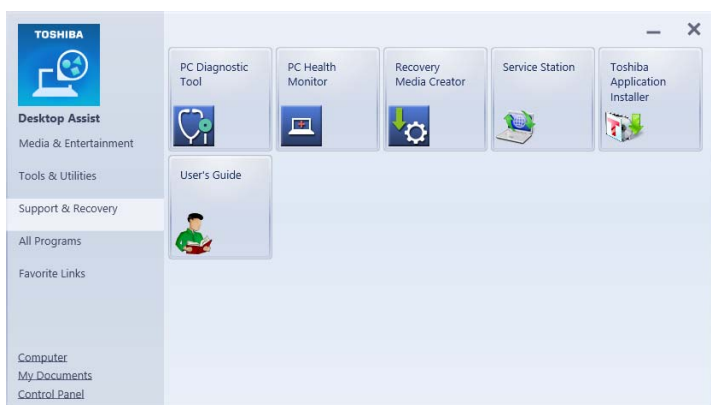 TOSHIBA
Desktop Assist
Media & Entertainment
Tools & Utilities
Support & Recovery
All Programs
Favorite Links
Computer
My Documents
Control Panel
PC Diagnostic
Tool
PC Health
Monitor
Recovery
Media Creator
Service Station
Toshiba
Application
Installer
User's Guide